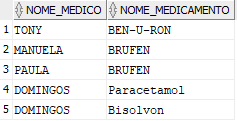 NOME_MEDICO NOME_MEDICAMENTO
1 TONY BEN-U-RON
2 MANUELA BRUFEN
3 PAULA BRUFEN
4 DOMINGOS Paracetamol
5 DOMINGOS Bisolvon